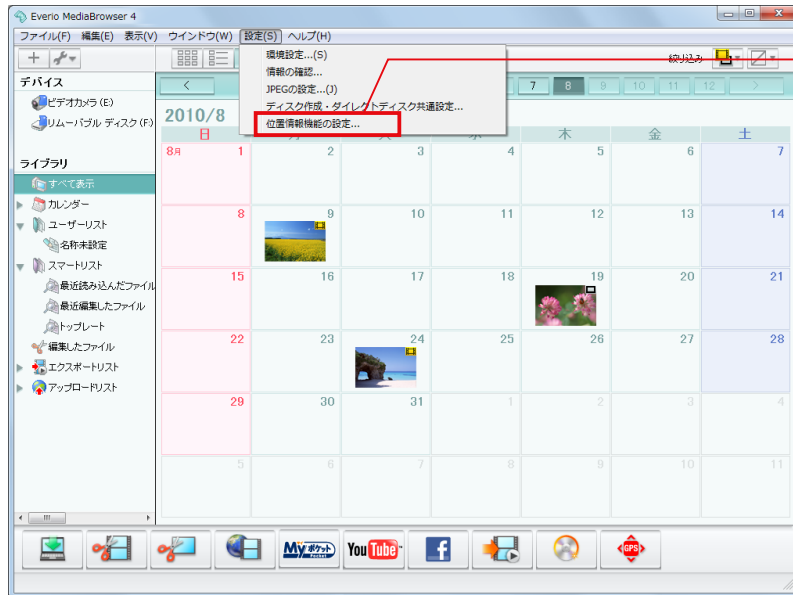 Everio MediaBrowser 4
ファイル(F) 編集(E) 表示(V) ウインドウ(W) 設定(S) ヘルプ(H)
環境設定...(S)
情報の確認...
JPEGの設定...(J)
ディスク作成・ダイレクトディスク共通設定...
位置情報機能の設定...
絞り込み
デバイス
ビデオカメラ (E)
リムーバブル ディスク (F)
ライブラリ
すべて表示
カレンダー
ユーザーリスト
名称未設定
スマートリスト
最近読み込んだファイル
最近編集したファイル
トップレート
編集したファイル
エクスポートリスト
アップロードリスト
< 7 8 9 10 11 12 >
2010/8
日 木 金 土
8月 1 2 3 4 5 6 7
8 9 10 11 12 13 14
15 16 17 18 19 20 21
22 23 24 25 26 27 28
29 30 31 1 2 3 4
5 6 7 8 9 10 11
Myポケット Pocket
You Tube
f
GPS